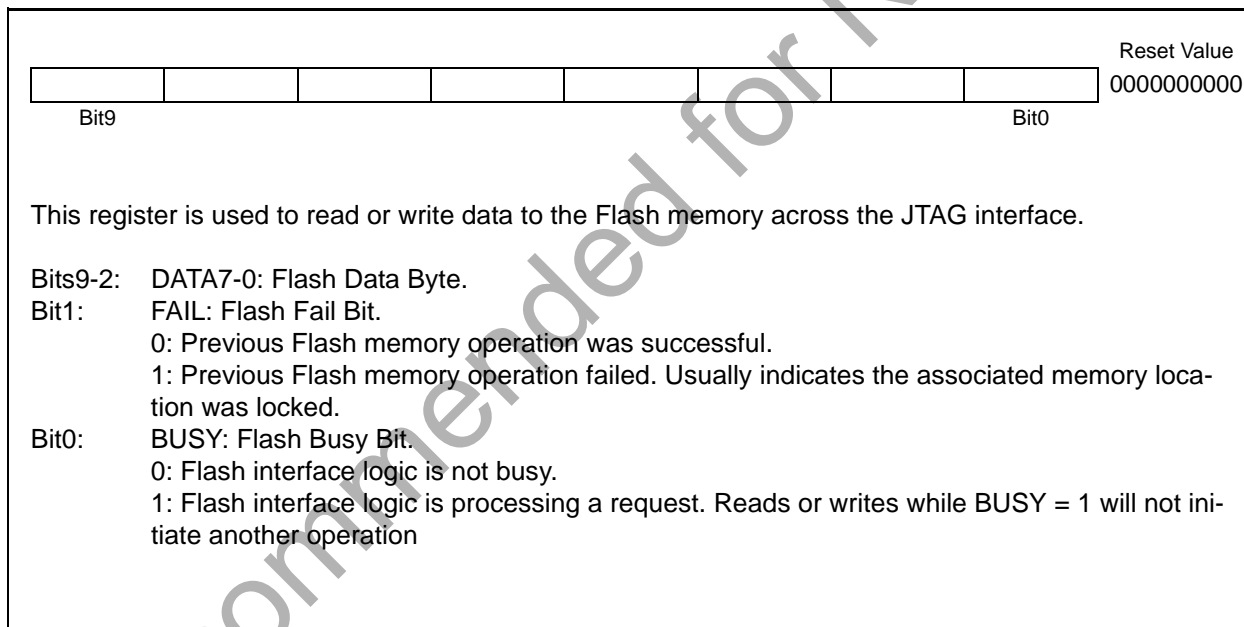 Reset Value
0000000000
Bit9 Bit0
This register is used to read or write data to the Flash memory across the JTAG interface.
Bits9-2: DATA7-0: Flash Data Byte.
Bit1: FAIL: Flash Fail Bit.
0: Previous Flash memory operation was successful.
1: Previous Flash memory operation failed. Usually indicates the associated memory loca-
tion was locked.
Bit0: BUSY: Flash Busy Bit.
0: Flash interface logic is not busy.
1: Flash interface logic is processing a request. Reads or writes while BUSY = 1 will not ini-
tiate another operation
ommended for